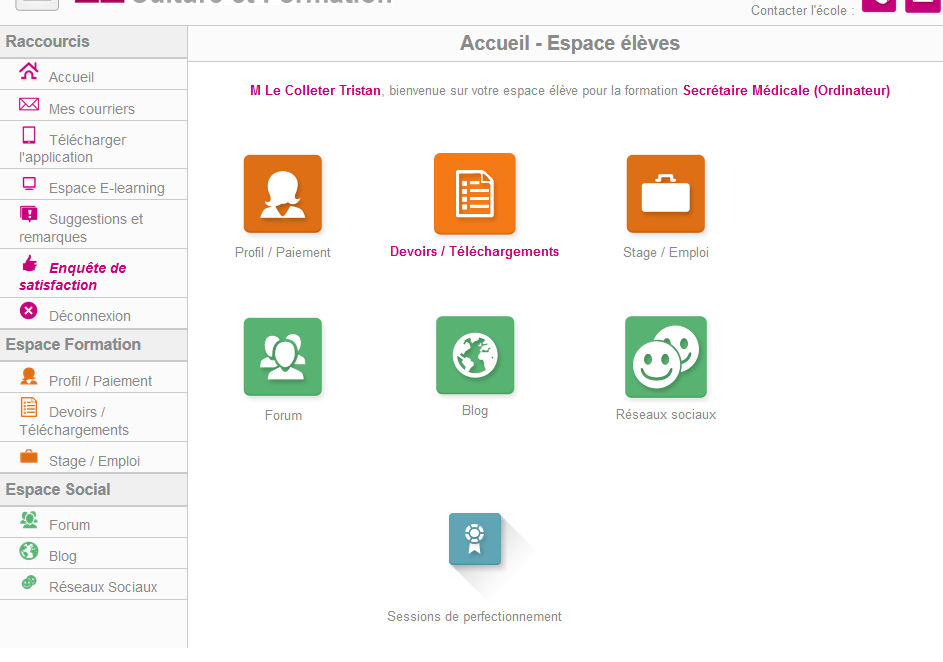 Culture et Formation
Contacter l'école :
Raccourcis
Accueil
Mes courriers
Télécharger
l'application
Espace E-learning
Suggestions et
remarques
Enquête de
satisfaction
Déconnexion
Espace Formation
Profil / Paiement
Devoirs /
Téléchargements
Stage / Emploi
Espace Social
Forum
Blog
Réseaux Sociaux
Accueil - Espace élèves
M Le Colleter Tristan, bienvenue sur votre espace élève pour la formation Secrétaire Médicale (Ordinateur)
Profil / Paiement
Devoirs / Téléchargements
Stage / Emploi
Forum
Blog
Réseaux sociaux
Sessions de perfectionnement